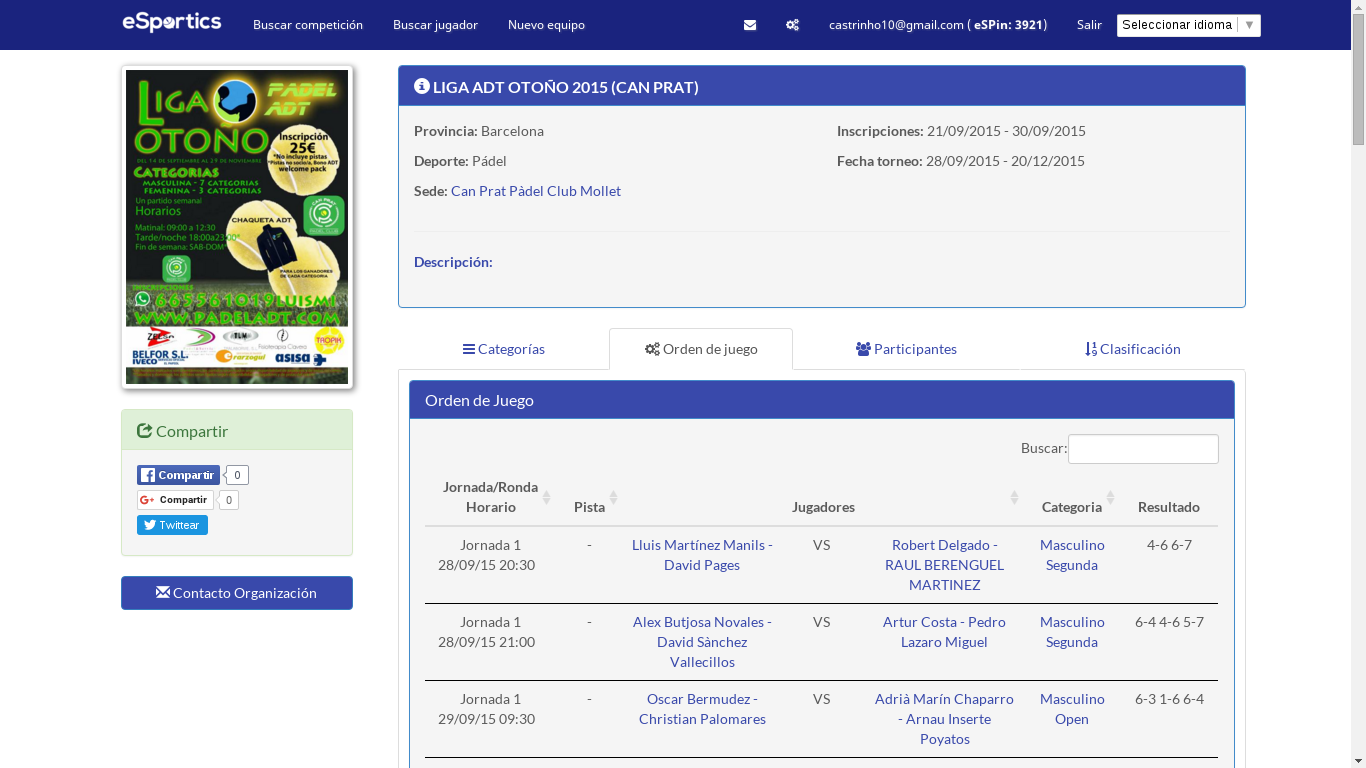 eSportics
Buscar competición
Buscar jugador
Nuevo equipo
castrinho10@gmail.com ( eSPin: 3921)
Salir
Seleccionar idioma ▼
LIGA
OTOÑO
PADEL
ADT
DEL 14 DE SEPTIEMBRE AL 29 DE NOVIEMBRE
Inscripción
25€
*No incluye pistas
*Pistas no socio/a, Bono ADT
welcome pack
CATEGORIAS
MASCULINA - 7 CATEGORIAS
FEMENINA - 3 CATEGORIAS
Un partido semanal
Horarios
Matinal: 09:00 a 12:30
Tarde/noche 18:00a23:00*
Fin de semana: SAB-DOM*
CAN PRAT
CHAQUETA ADT
PARA LOS GANADORES
DE CADA CATEGORIA
INSCRIPCIONES
665561019LUISMI
WWW.PADELADT.COM
BELFOR S.L.
IVECO
TROPIK
asisa
Compartir
Compartir 0
Compartir 0
Twittear
Contacto Organización
LIGA ADT OTOÑO 2015 (CAN PRAT)
Provincia: Barcelona
Inscripciones: 21/09/2015 - 30/09/2015
Deporte: Pádel
Fecha torneo: 28/09/2015 - 20/12/2015
Sede: Can Prat Pàdel Club Mollet
Descripción:
Categorías
Orden de juego
Participantes
Clasificación
Orden de Juego
Buscar:
Jornada/Ronda
Horario
Pista
Jugadores
Categoria
Resultado
Jornada 1
28/09/15 20:30
-
Lluis Martínez Manils -
David Pages
VS
Robert Delgado -
RAUL BERENGUEL
MARTINEZ
Masculino
Segunda
4-6 6-7
Jornada 1
28/09/15 21:00
-
Alex Butjosa Novales -
David Sànchez
Vallecillos
VS
Artur Costa - Pedro
Lazaro Miguel
Masculino
Segunda
6-4 4-6 5-7
Jornada 1
29/09/15 09:30
-
Oscar Bermudez -
Christian Palomares
VS
Adrià Marín Chaparro
- Arnau Inserte
Poyatos
Masculino
Open
6-3 1-6 6-4